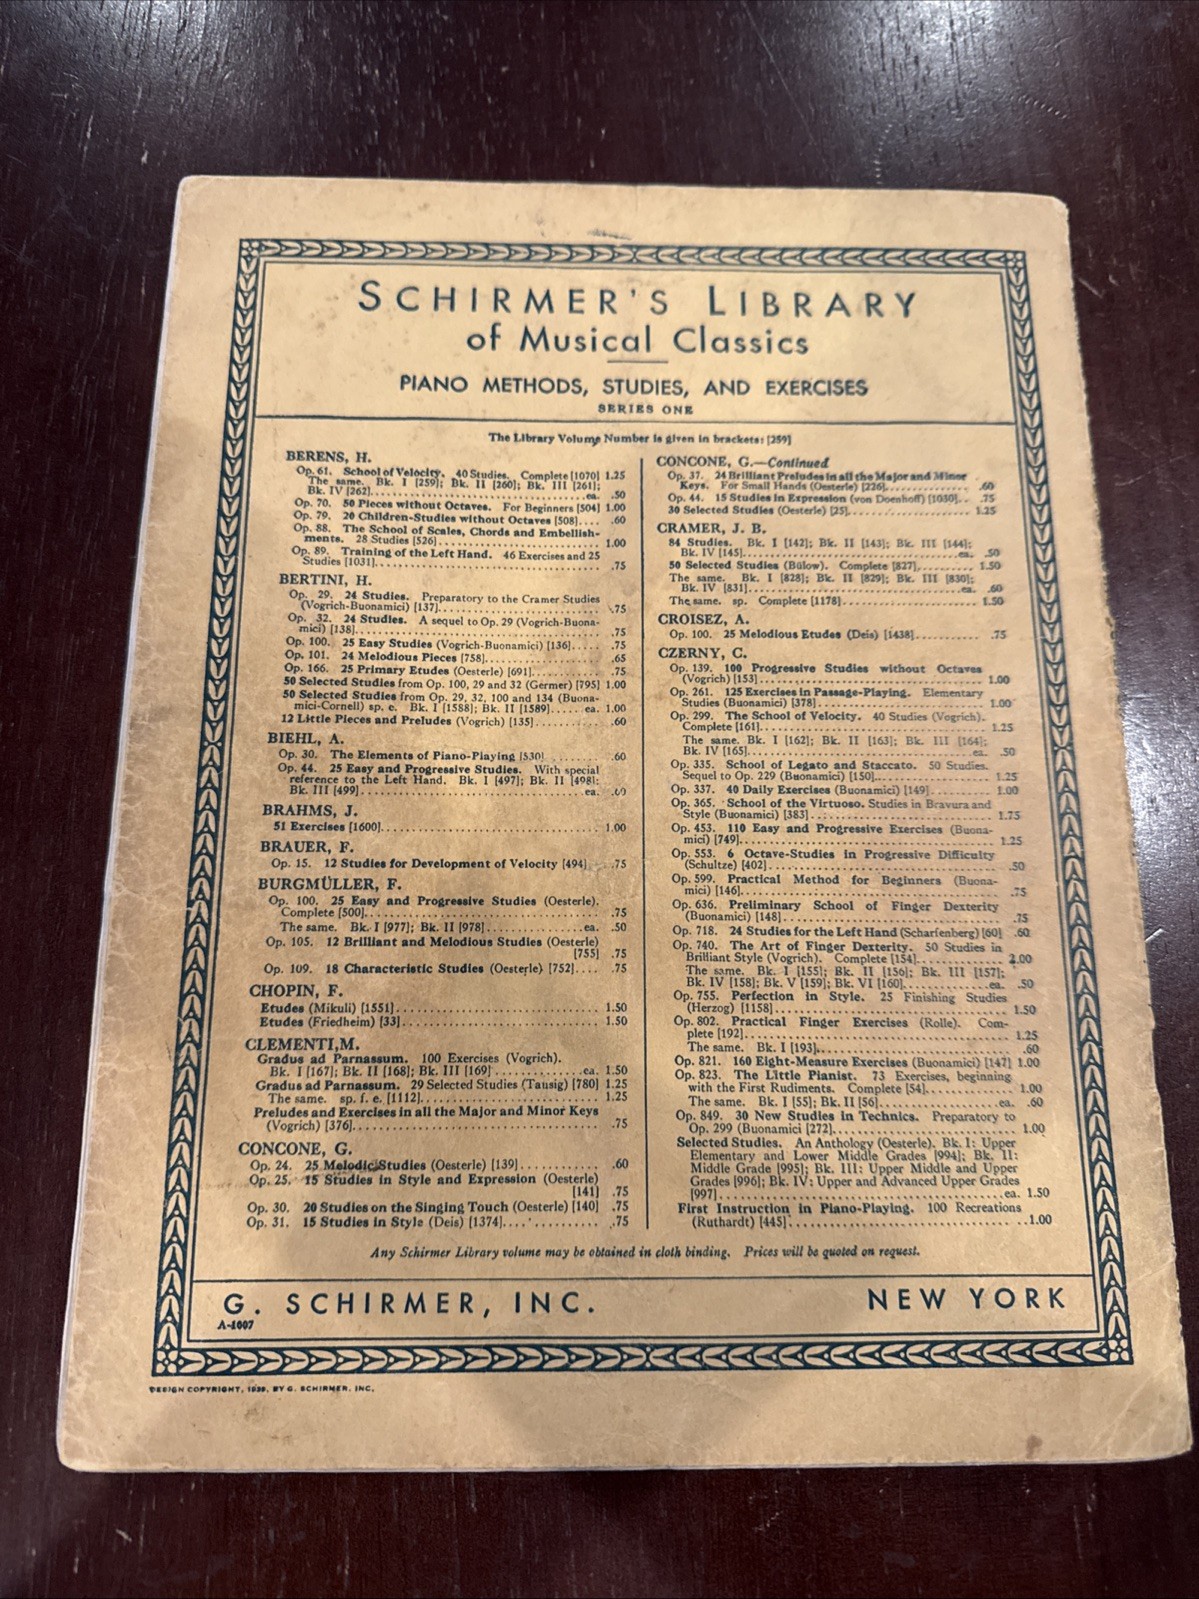 SCHIRMER'S LIBRARY
of Musical Classics
PIANO METHODS, STUDIES, AND EXERCISES
SERIES ONE
The Library Volume Number is given in brackets: [259]
BERENS, H.
Op. 61. School of Velocity. 40 Studies. Complete [1070] 1.25
The same. Bk. I [259]; Bk. II [260]; Bk. III [261];
Bk. IV [262]..............................ea. .50
Op. 70. 50 Pieces without Octaves. For Beginners [504] 1.00
Op. 79. 20 Children-Studies without Octaves [508].... .60
Op. 88. The School of Scales, Chords and Embellish-
ments. 28 Studies [526].......................... 1.00
Op. 89. Training of the Left Hand. 46 Exercises and 25
Studies [1031].................................... .75
BERTINI, H.
Op. 29. 24 Studies. Preparatory to the Cramer Studies
(Vogrich-Buonamici) [137]......................... .75
Op. 32. 24 Studies. A sequel to Op. 29 (Vogrich-Buona-
mici) [138]....................................... .75
Op. 100. 25 Easy Studies (Vogrich-Buonamici) [136]..... .75
Op. 101. 24 Melodious Pieces [758]..................... .65
Op. 166. 25 Primary Etudes (Oesterle) [691]............ .75
50 Selected Studies from Op. 100, 29 and 32 (Germer) [795] 1.00
50 Selected Studies from Op. 29, 32, 100 and 134 (Buona-
mici-Cornell) sp. e. Bk. I [1588]; Bk. II [1589]..... ea. 1.00
12 Little Pieces and Preludes (Vogrich) [135]........... .60
BIEHL, A.
Op. 30. The Elements of Piano-Playing [530] ........ .60
Op. 44. 25 Easy and Progressive Studies. With special
reference to the Left Hand. Bk. I [497]; Bk. II [498];
Bk. III [499]..................................ea. .60
BRAHMS, J.
51 Exercises [1600]................................ 1.00
BRAUER, F.
Op. 15. 12 Studies for Development of Velocity [494] .75
BURGMÜLLER, F.
Op. 100. 25 Easy and Progressive Studies (Oesterle).
Complete [500].................................... .75
The same. Bk. I [977]; Bk. II [978]................ea. .50
Op. 105. 12 Brilliant and Melodious Studies (Oesterle)
[755] .75
Op. 109. 18 Characteristic Studies (Oesterle) [752].... .75
CHOPIN, F.
Etudes (Mikuli) [1551].............................. 1.50
Etudes (Friedheim) [33]............................. 1.50
CLEMENTI, M.
Gradus ad Parnassum. 100 Exercises (Vogrich).
Bk. I [167]; Bk. II [168]; Bk. III [169]............ea. 1.50
Gradus ad Parnassum. 29 Selected Studies (Tausig) [780] 1.25
The same. sp. f. e. [1112].......................... 1.25
Preludes and Exercises in all the Major and Minor Keys
(Vogrich) [376].................................... .75
CONCONE, G.
Op. 24. 25 Melodic Studies (Oesterle) [139]........... .60
Op. 25. 15 Studies in Style and Expression (Oesterle)
[141] .75
Op. 30. 20 Studies on the Singing Touch (Oesterle) [140] .75
Op. 31. 15 Studies in Style (Deis) [1374]............. .75
CONCONE, G.—Continued
Op. 37. 24 Brilliant Preludes in all the Major and Minor
Keys. For Small Hands (Oesterle) [226]............. .60
Op. 44. 15 Studies in Expression (von Doenhoff) [1030].. .75
30 Selected Studies (Oesterle) [25].................. 1.25
CRAMER, J. B.
84 Studies. Bk. I [142]; Bk. II [143]; Bk. III [144];
Bk. IV [145]...................................ea. .50
50 Selected Studies (Bülow). Complete [827].......... 1.50
The same. Bk. I [828]; Bk. II [829]; Bk. III [830];
Bk. IV [831]...................................ea. .60
The same. sp. Complete [1178]....................... 1.50
CROISEZ, A.
Op. 100. 25 Melodious Etudes (Deis) [1438]........... .75
CZERNY, C.
Op. 139. 100 Progressive Studies without Octaves
(Vogrich) [153]................................... 1.00
Op. 261. 125 Exercises in Passage-Playing. Elementary
Studies (Buonamici) [378]......................... 1.00
Op. 299. The School of Velocity. 40 Studies (Vogrich).
Complete [161].................................... 1.25
The same. Bk. I [162]; Bk. II [163]; Bk. III [164];
Bk. IV [165]...................................ea. .50
Op. 335. School of Legato and Staccato. 50 Studies.
Sequel to Op. 229 (Buonamici) [150]................ 1.25
Op. 337. 40 Daily Exercises (Buonamici) [149].......... 1.00
Op. 365. School of the Virtuoso. Studies in Bravura and
Style (Buonamici) [383]........................... 1.75
Op. 453. 110 Easy and Progressive Exercises (Buona-
mici) [749]....................................... 1.25
Op. 553. 6 Octave-Studies in Progressive Difficulty
(Schultze) [402].................................. .50
Op. 599. Practical Method for Beginners (Buona-
mici) [146]....................................... .75
Op. 636. Preliminary School of Finger Dexterity
(Buonamici) [148]................................. .75
Op. 718. 24 Studies for the Left Hand (Scharfenberg) [60] .60
Op. 740. The Art of Finger Dexterity. 50 Studies in
Brilliant Style (Vogrich). Complete [154]............. 2.00
The same. Bk. I [155]; Bk. II [156]; Bk. III [157];
Bk. IV [158]; Bk. V [159]; Bk. VI [160]............ea. .50
Op. 755. Perfection in Style. 25 Finishing Studies
(Herzog) [1158]................................... 1.50
Op. 802. Practical Finger Exercises (Rolle). Com-
plete [192]....................................... 1.25
The same. Bk. I [193].............................. .60
Op. 821. 160 Eight-Measure Exercises (Buonamici) [147] 1.00
Op. 823. The Little Pianist. 73 Exercises, beginning
with the First Rudiments. Complete [54]............. 1.00
The same. Bk. I [55]; Bk. II [56]................ea. .60
Op. 849. 30 New Studies in Technics. Preparatory to
Op. 299 (Buonamici [272].......................... 1.00
Selected Studies. An Anthology (Oesterle). Bk. I: Upper
Elementary and Lower Middle Grades [994]; Bk. II:
Middle Grade [995]; Bk. III: Upper Middle and Upper
Grades [996]; Bk. IV: Upper and Advanced Upper Grades
[997]..........................................ea. 1.50
First Instruction in Piano-Playing. 100 Recreations
(Ruthardt) [445].................................. 1.00
Any Schirmer Library volume may be obtained in cloth binding. Prices will be quoted on request.
G. SCHIRMER, INC. NEW YORK
A-1007
DESIGN COPYRIGHT, 1939, BY G. SCHIRMER, INC.